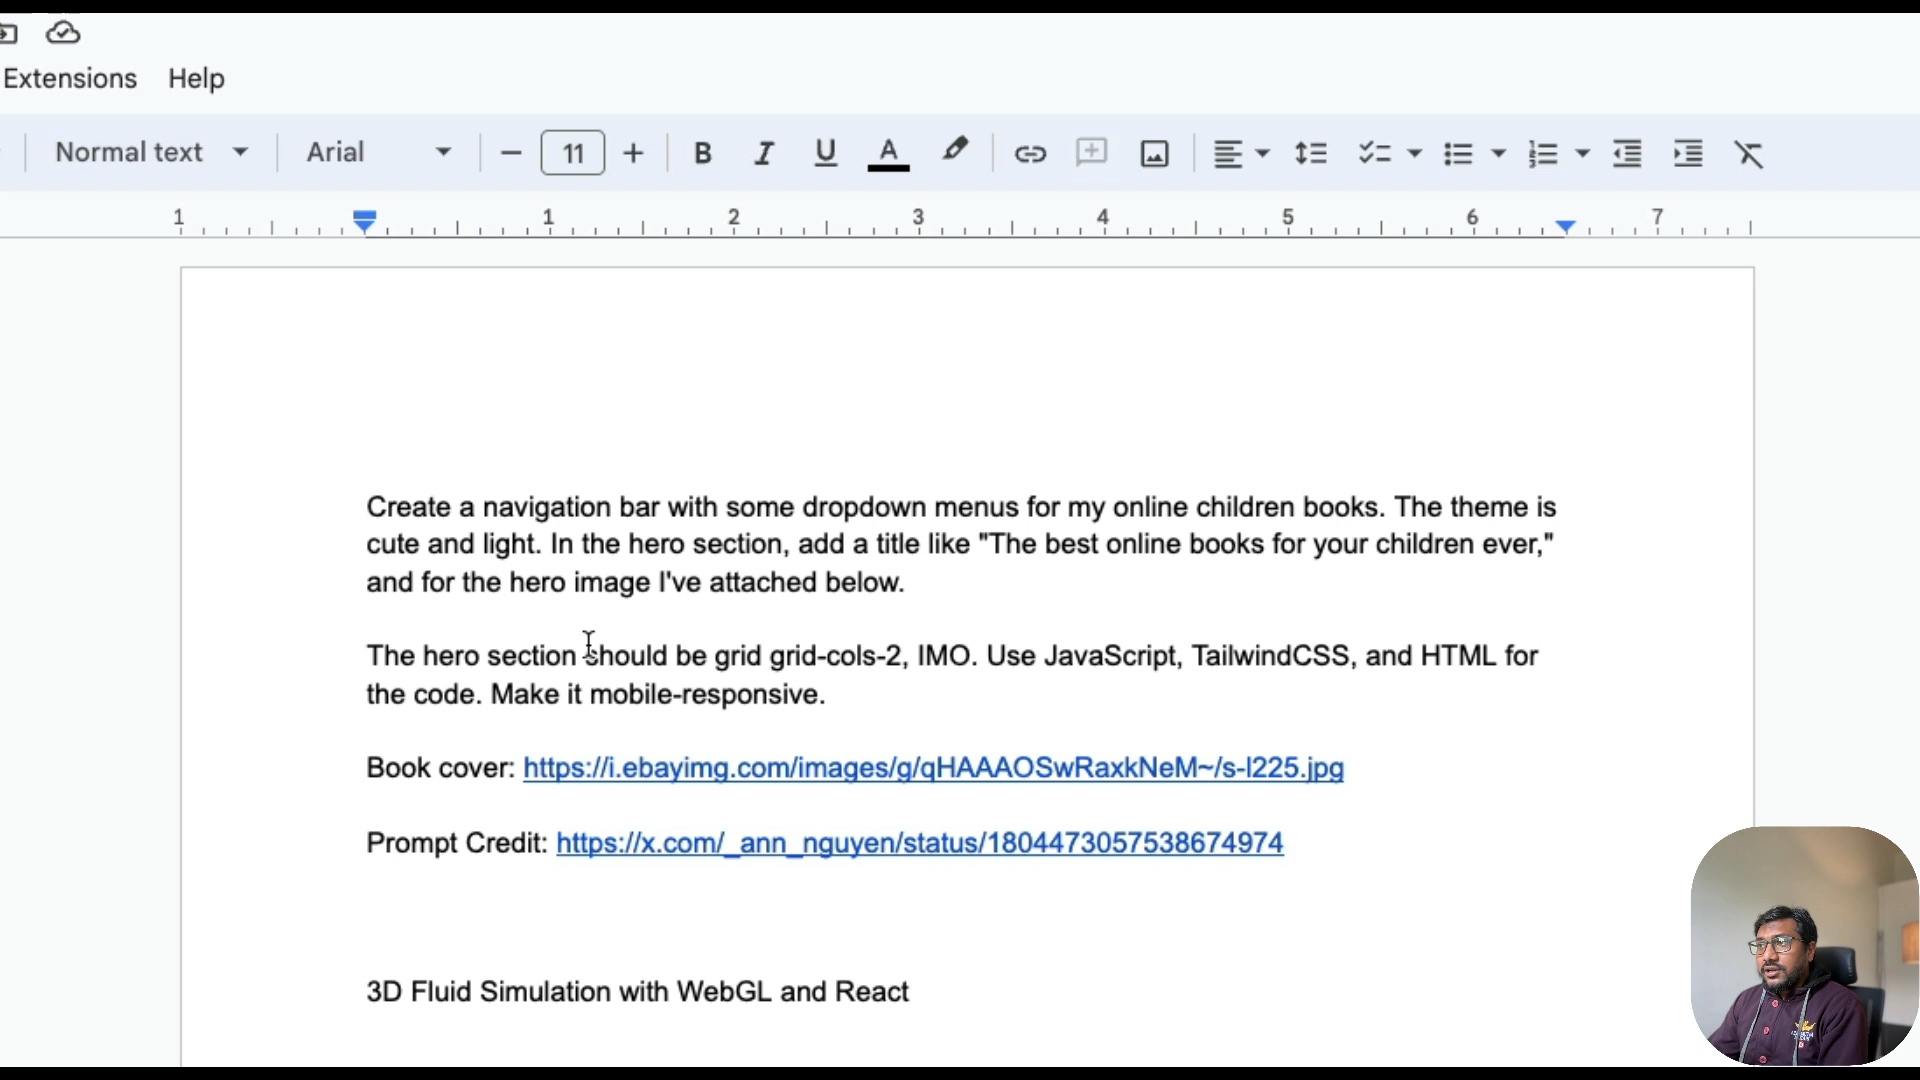 Extensions Help
Normal text Arial 11 B I U A
1 1 2 3 4 5 6 7
Create a navigation bar with some dropdown menus for my online children books. The theme is
cute and light. In the hero section, add a title like "The best online books for your children ever,"
and for the hero image I've attached below.
The hero section should be grid grid-cols-2, IMO. Use JavaScript, TailwindCSS, and HTML for
the code. Make it mobile-responsive.
Book cover: https://i.ebayimg.com/images/g/qHAAAOSwRaxkNeM~/s-l225.jpg
Prompt Credit: https://x.com/_ann_nguyen/status/1804473057538674974
3D Fluid Simulation with WebGL and React